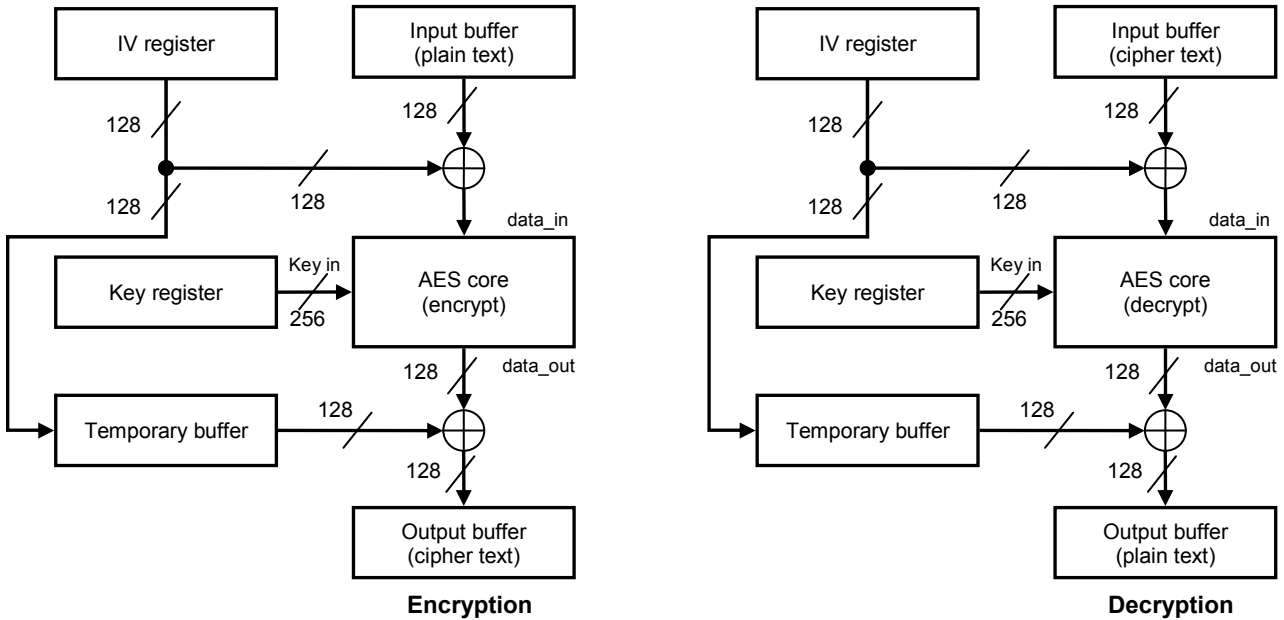 IV register
Input buffer
(plain text)
128
128
128
128
data_in
Key register
Key in
256
AES core
(encrypt)
128
data_out
Temporary buffer
128
128
Output buffer
(cipher text)
Encryption
IV register
Input buffer
(cipher text)
128
128
128
128
data_in
Key register
Key in
256
AES core
(decrypt)
128
data_out
Temporary buffer
128
128
Output buffer
(plain text)
Decryption